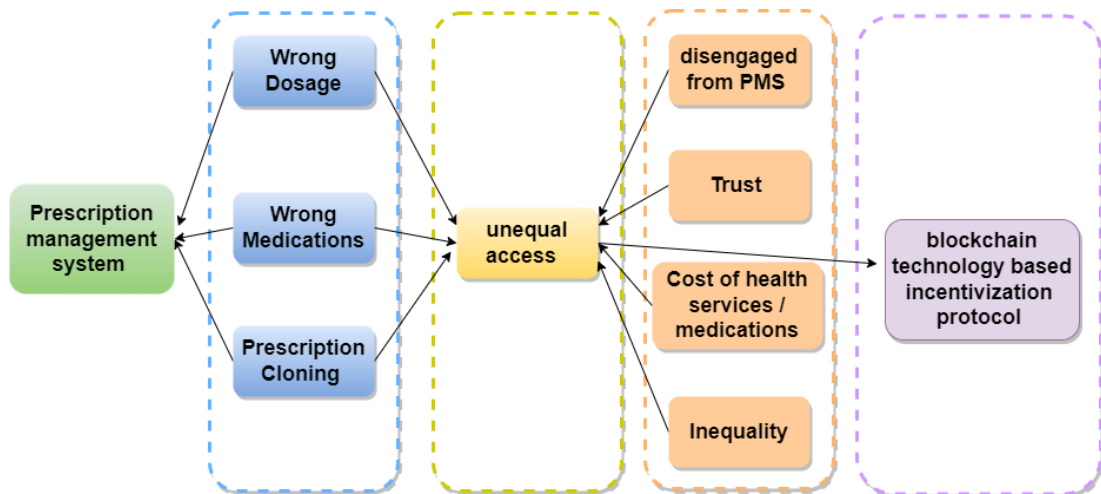 Prescription
management
system
Wrong
Dosage
Wrong
Medications
Prescription
Cloning
unequal
access
disengaged
from PMS
Trust
Cost of health
services /
medications
Inequality
blockchain
technology based
incentivization
protocol